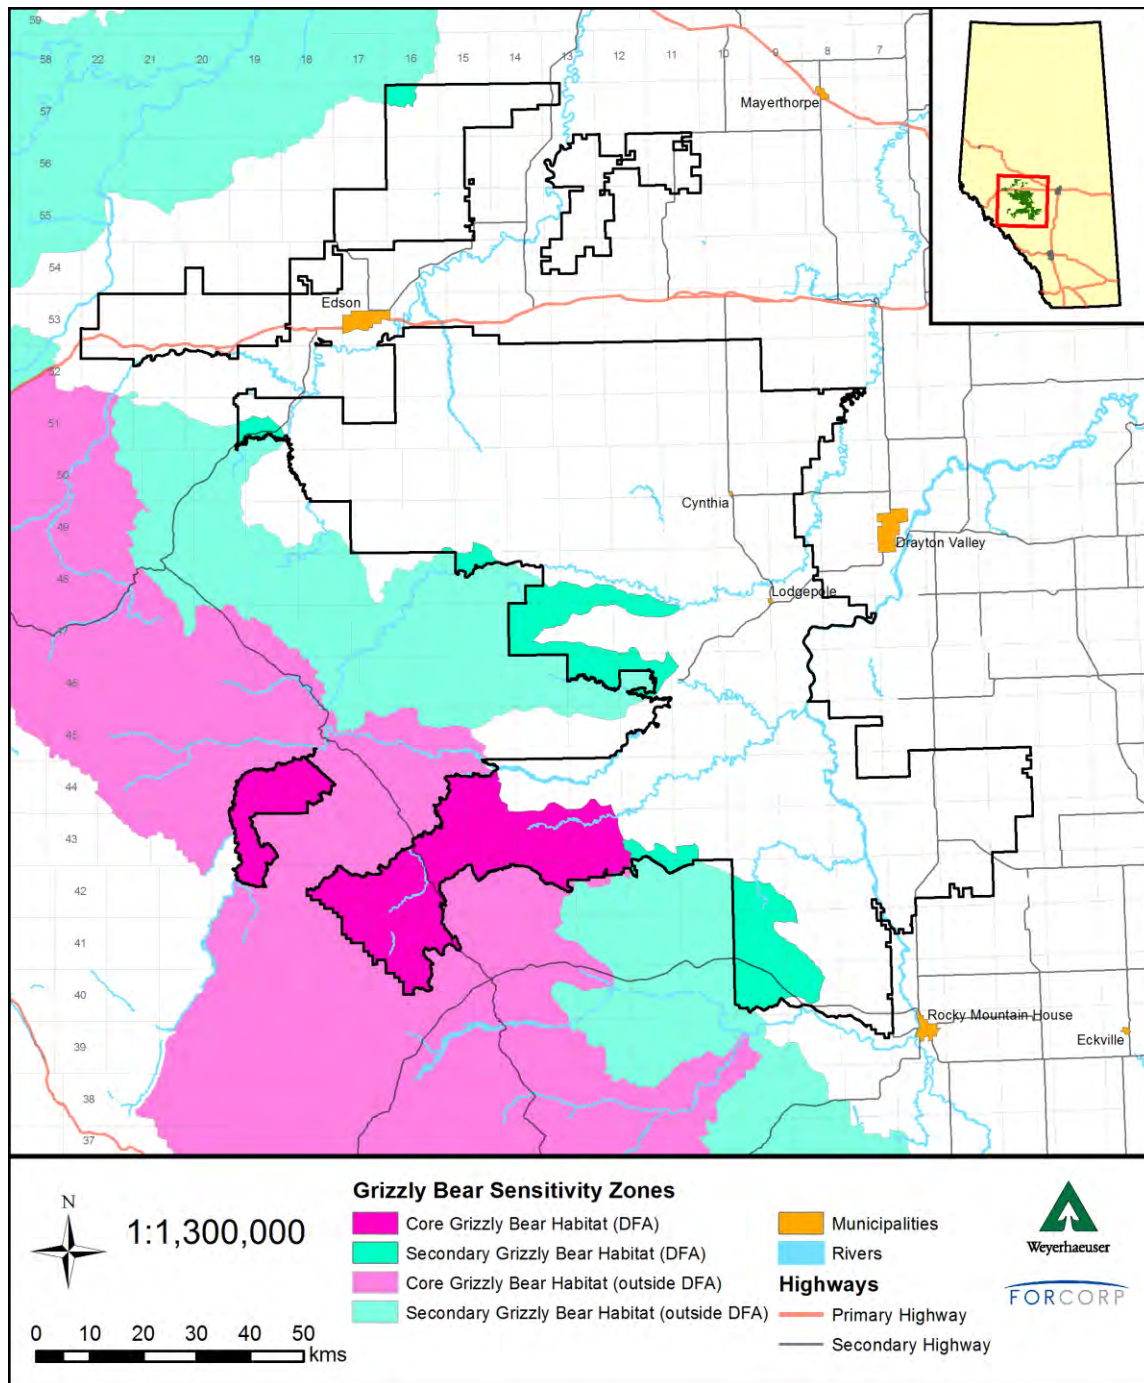 59
58
22
21
20
19
18
17
16
15
14
13
12
11
10
9
8
7
57
56
55
54
53
52
51
50
49
48
47
46
45
44
43
42
41
40
39
38
37
Mayerthorpe
Edson
Cynthia
Drayton Valley
Lodgepole
Rocky Mountain House
Eckville
Grizzly Bear Sensitivity Zones
Core Grizzly Bear Habitat (DFA)
Secondary Grizzly Bear Habitat (DFA)
Core Grizzly Bear Habitat (outside DFA)
Secondary Grizzly Bear Habitat (outside DFA)
Municipalities
Rivers
Highways
Primary Highway
Secondary Highway
N
1:1,300,000
0 10 20 30 40 50
kms
Weyerhaeuser
FORCORP